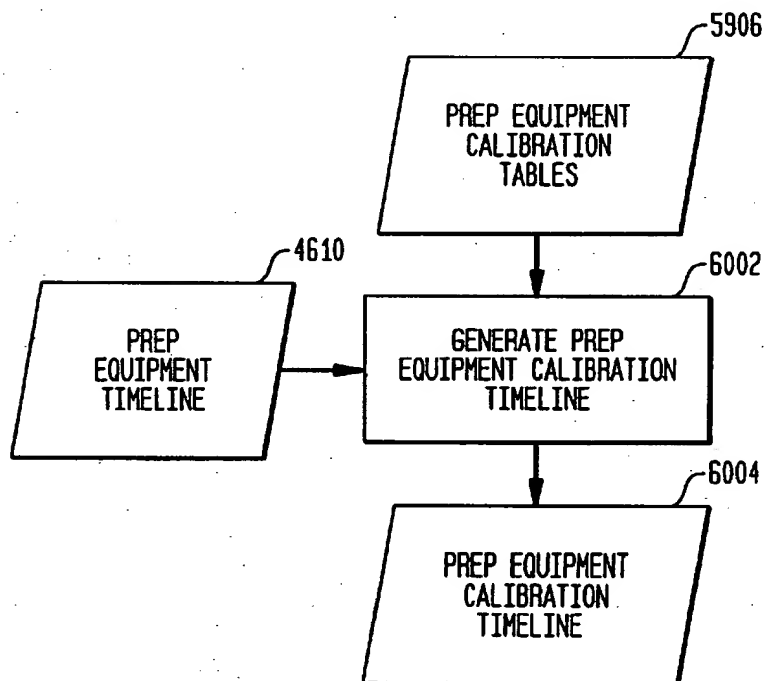 5906
PREP EQUIPMENT
CALIBRATION
TABLES
4610
PREP
EQUIPMENT
TIMELINE
6002
GENERATE PREP
EQUIPMENT CALIBRATION
TIMELINE
6004
PREP EQUIPMENT
CALIBRATION
TIMELINE